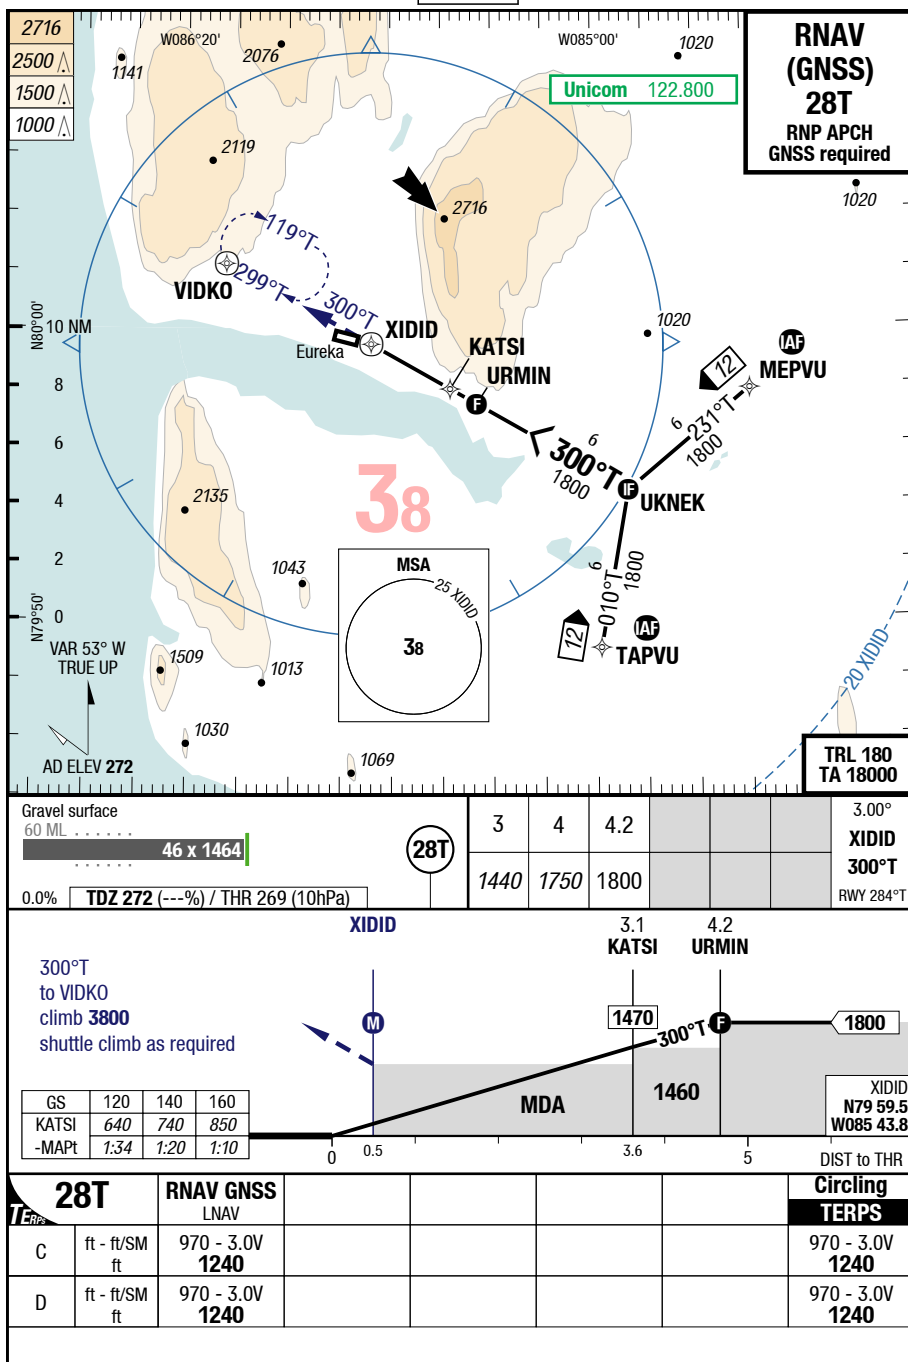 2716
2500
1500
1000
W086°20'
W085°00'
1141
2076
1020
RNAV
(GNSS)
28T
RNP APCH
GNSS required
Unicom 122.800
2119
2716
1020
119°T
299°T
VIDKO
300°T
XIDID
Eureka
N80°00'
10 NM
1020
KATSI
URMIN
F
IAF
MEPVU
12
8
6
231°T
1800
6
300°T
1800
6
IF
UKNEK
38
2135
4
6
010°T
1800
2
1043
MSA
25 XIDID
38
N79°50'
0
12
IAF
TAPVU
VAR 53° W
TRUE UP
1509
1013
20 XIDID
1030
1069
AD ELEV 272
TRL 180
TA 18000
Gravel surface
60 ML
46 x 1464
0.0% TDZ 272 (---%) / THR 269 (10hPa)
28T
3 4 4.2
1440 1750 1800
3.00°
XIDID
300°T
RWY 284°T
XIDID
3.1
KATSI
4.2
URMIN
300°T
to VIDKO
climb 3800
shuttle climb as required
M
1470
300°T
F
1800
MDA
1460
XIDID
N79 59.5
W085 43.8
GS 120 140 160
KATSI 640 740 850
-MAPt 1:34 1:20 1:10
0 0.5 3.6 5 DIST to THR
TERPS
28T
RNAV GNSS
LNAV
Circling
TERPS
C ft - ft/SM 970 - 3.0V 970 - 3.0V
ft 1240 1240
D ft - ft/SM 970 - 3.0V 970 - 3.0V
ft 1240 1240